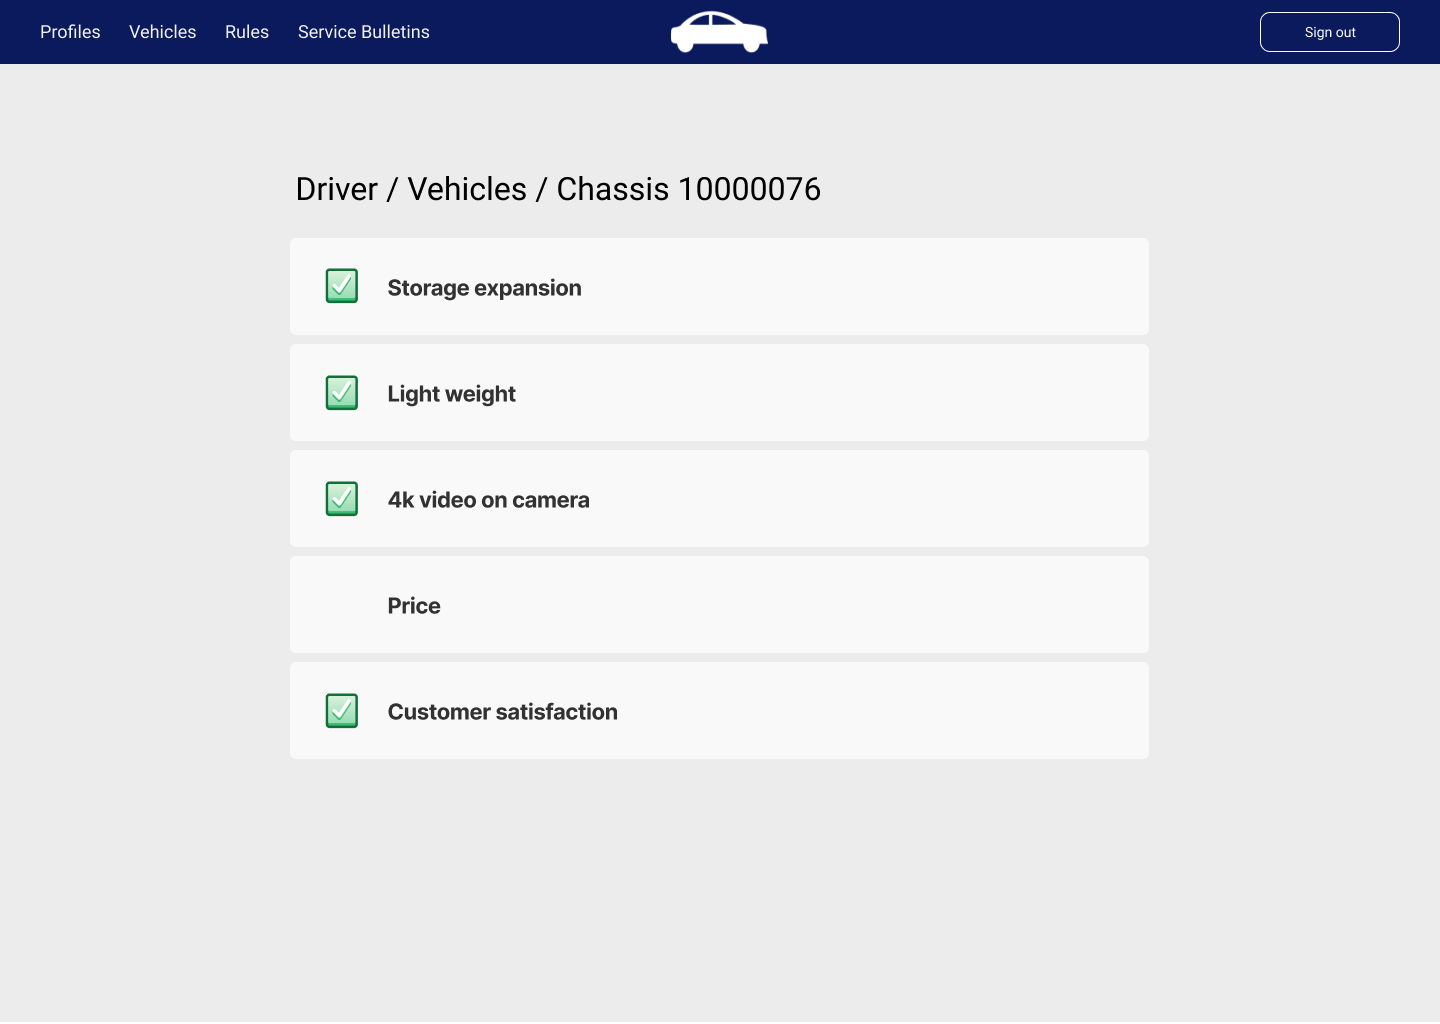 Profiles Vehicles Rules Service Bulletins Sign out
Driver / Vehicles / Chassis 10000076
Storage expansion
Light weight
4k video on camera
Price
Customer satisfaction